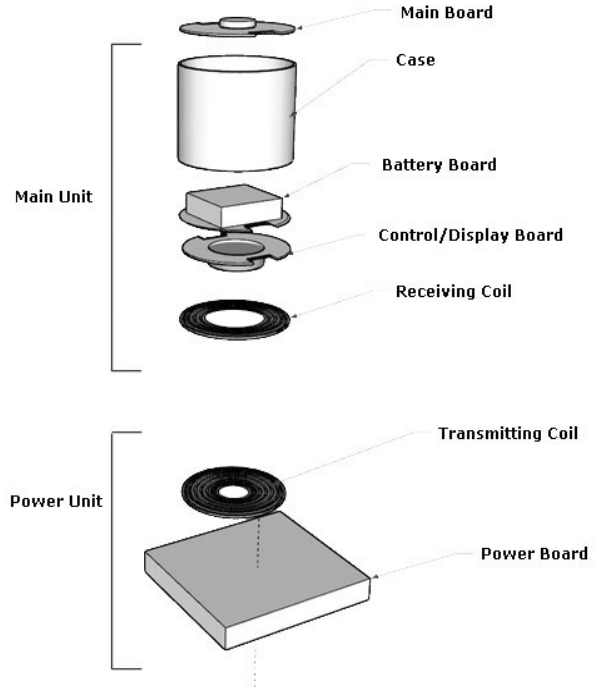 Main Board
Case
Battery Board
Main Unit
Control/Display Board
Receiving Coil
Transmitting Coil
Power Unit
Power Board